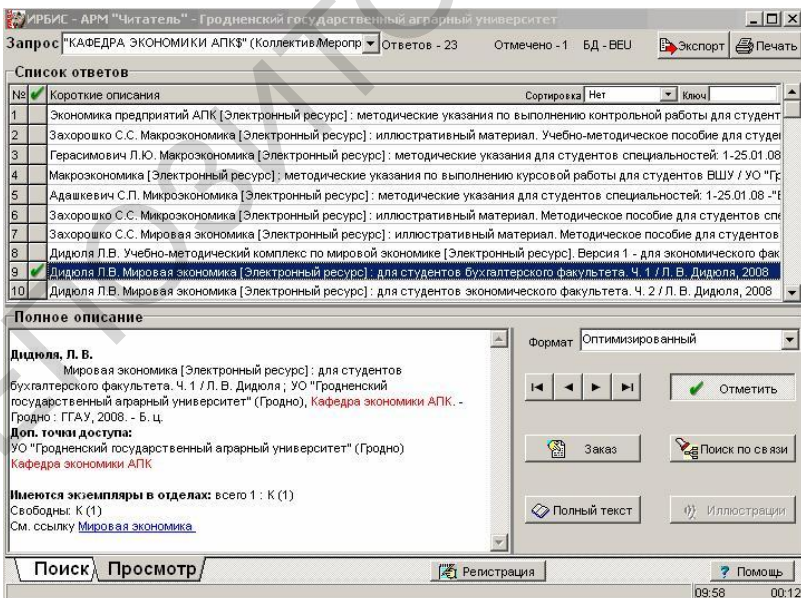 ИРБИС - АРМ "Читатель" - Гродненский государственный аграрный университет
Запрос "КАФЕДРА ЭКОНОМИКИ АПК$" (Коллектив/Меропр Ответов - 23 Отмечено - 1 БД - BEU Экспорт Печать
Список ответов
№ Короткие описания Сортировка Нет Ключ
1 Экономика предприятий АПК [Электронный ресурс] : методические указания по выполнению контрольной работы для студент
2 Захорошко С.С. Макроэкономика [Электронный ресурс] : иллюстративный материал. Учебно-методическое пособие для студен
3 Герасимович Л.Ю. Макроэкономика [Электронный ресурс] : методические указания для студентов специальностей: 1-25.01.08
4 Макроэкономика [Электронный ресурс] : методические указания по выполнению курсовой работы для студентов ВШУ / УО "Гр
5 Адашкевич С.П. Микроэкономика [Электронный ресурс] : методические указания для студентов специальностей: 1-25.01.08 -"Б
6 Захорошко С.С. Микроэкономика [Электронный ресурс] : иллюстративный материал. Методическое пособие для студентов спе
7 Захорошко С.С. Мировая экономика [Электронный ресурс] : иллюстративный материал. Методическое пособие для студентов
8 Дидюля Л.В. Учебно-методический комплекс по мировой экономике [Электронный ресурс]. Версия 1 - для экономического фак
9 Дидюля Л.В. Мировая экономика [Электронный ресурс] : для студентов бухгалтерского факультета. Ч. 1 / Л. В. Дидюля, 2008
10 Дидюля Л.В. Мировая экономика [Электронный ресурс] : для студентов экономического факультета. Ч. 2 / Л. В. Дидюля, 2008
Полное описание
Дидюля, Л. В.
Мировая экономика [Электронный ресурс] : для студентов
бухгалтерского факультета. Ч. 1 / Л. В. Дидюля ; УО "Гродненский
государственный аграрный университет" (Гродно), Кафедра экономики АПК. -
Гродно : ГГАУ, 2008. - Б. ц.
Доп. точки доступа:
УО "Гродненский государственный аграрный университет" (Гродно)
Кафедра экономики АПК
Имеются экземпляры в отделах: всего 1 : К (1)
Свободны: К (1)
См. ссылку Мировая экономика
Формат Оптимизированный
Отметить
Заказ Поиск по связи
Полный текст Иллюстрации
Поиск Просмотр Регистрация Помощь
09:58 00:12